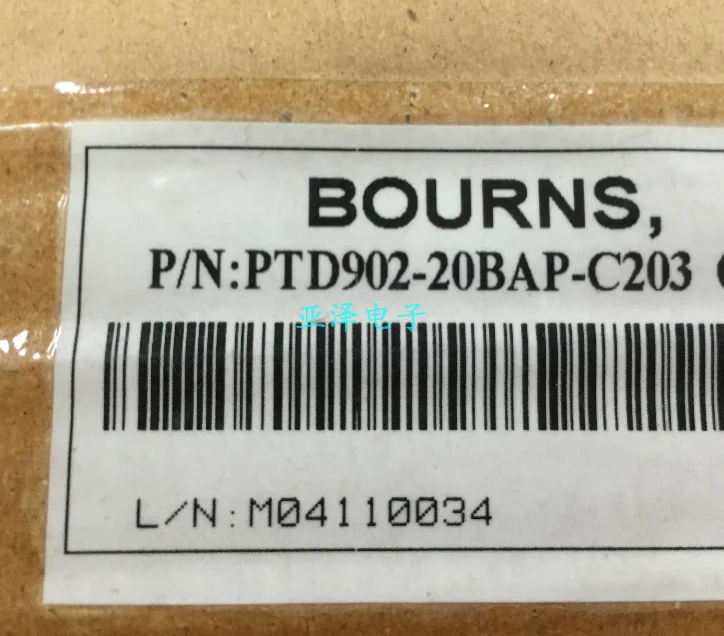 BOURNS,
P/N:PTD902-20BAP-C203
亚泽电子
L/N:M04110034